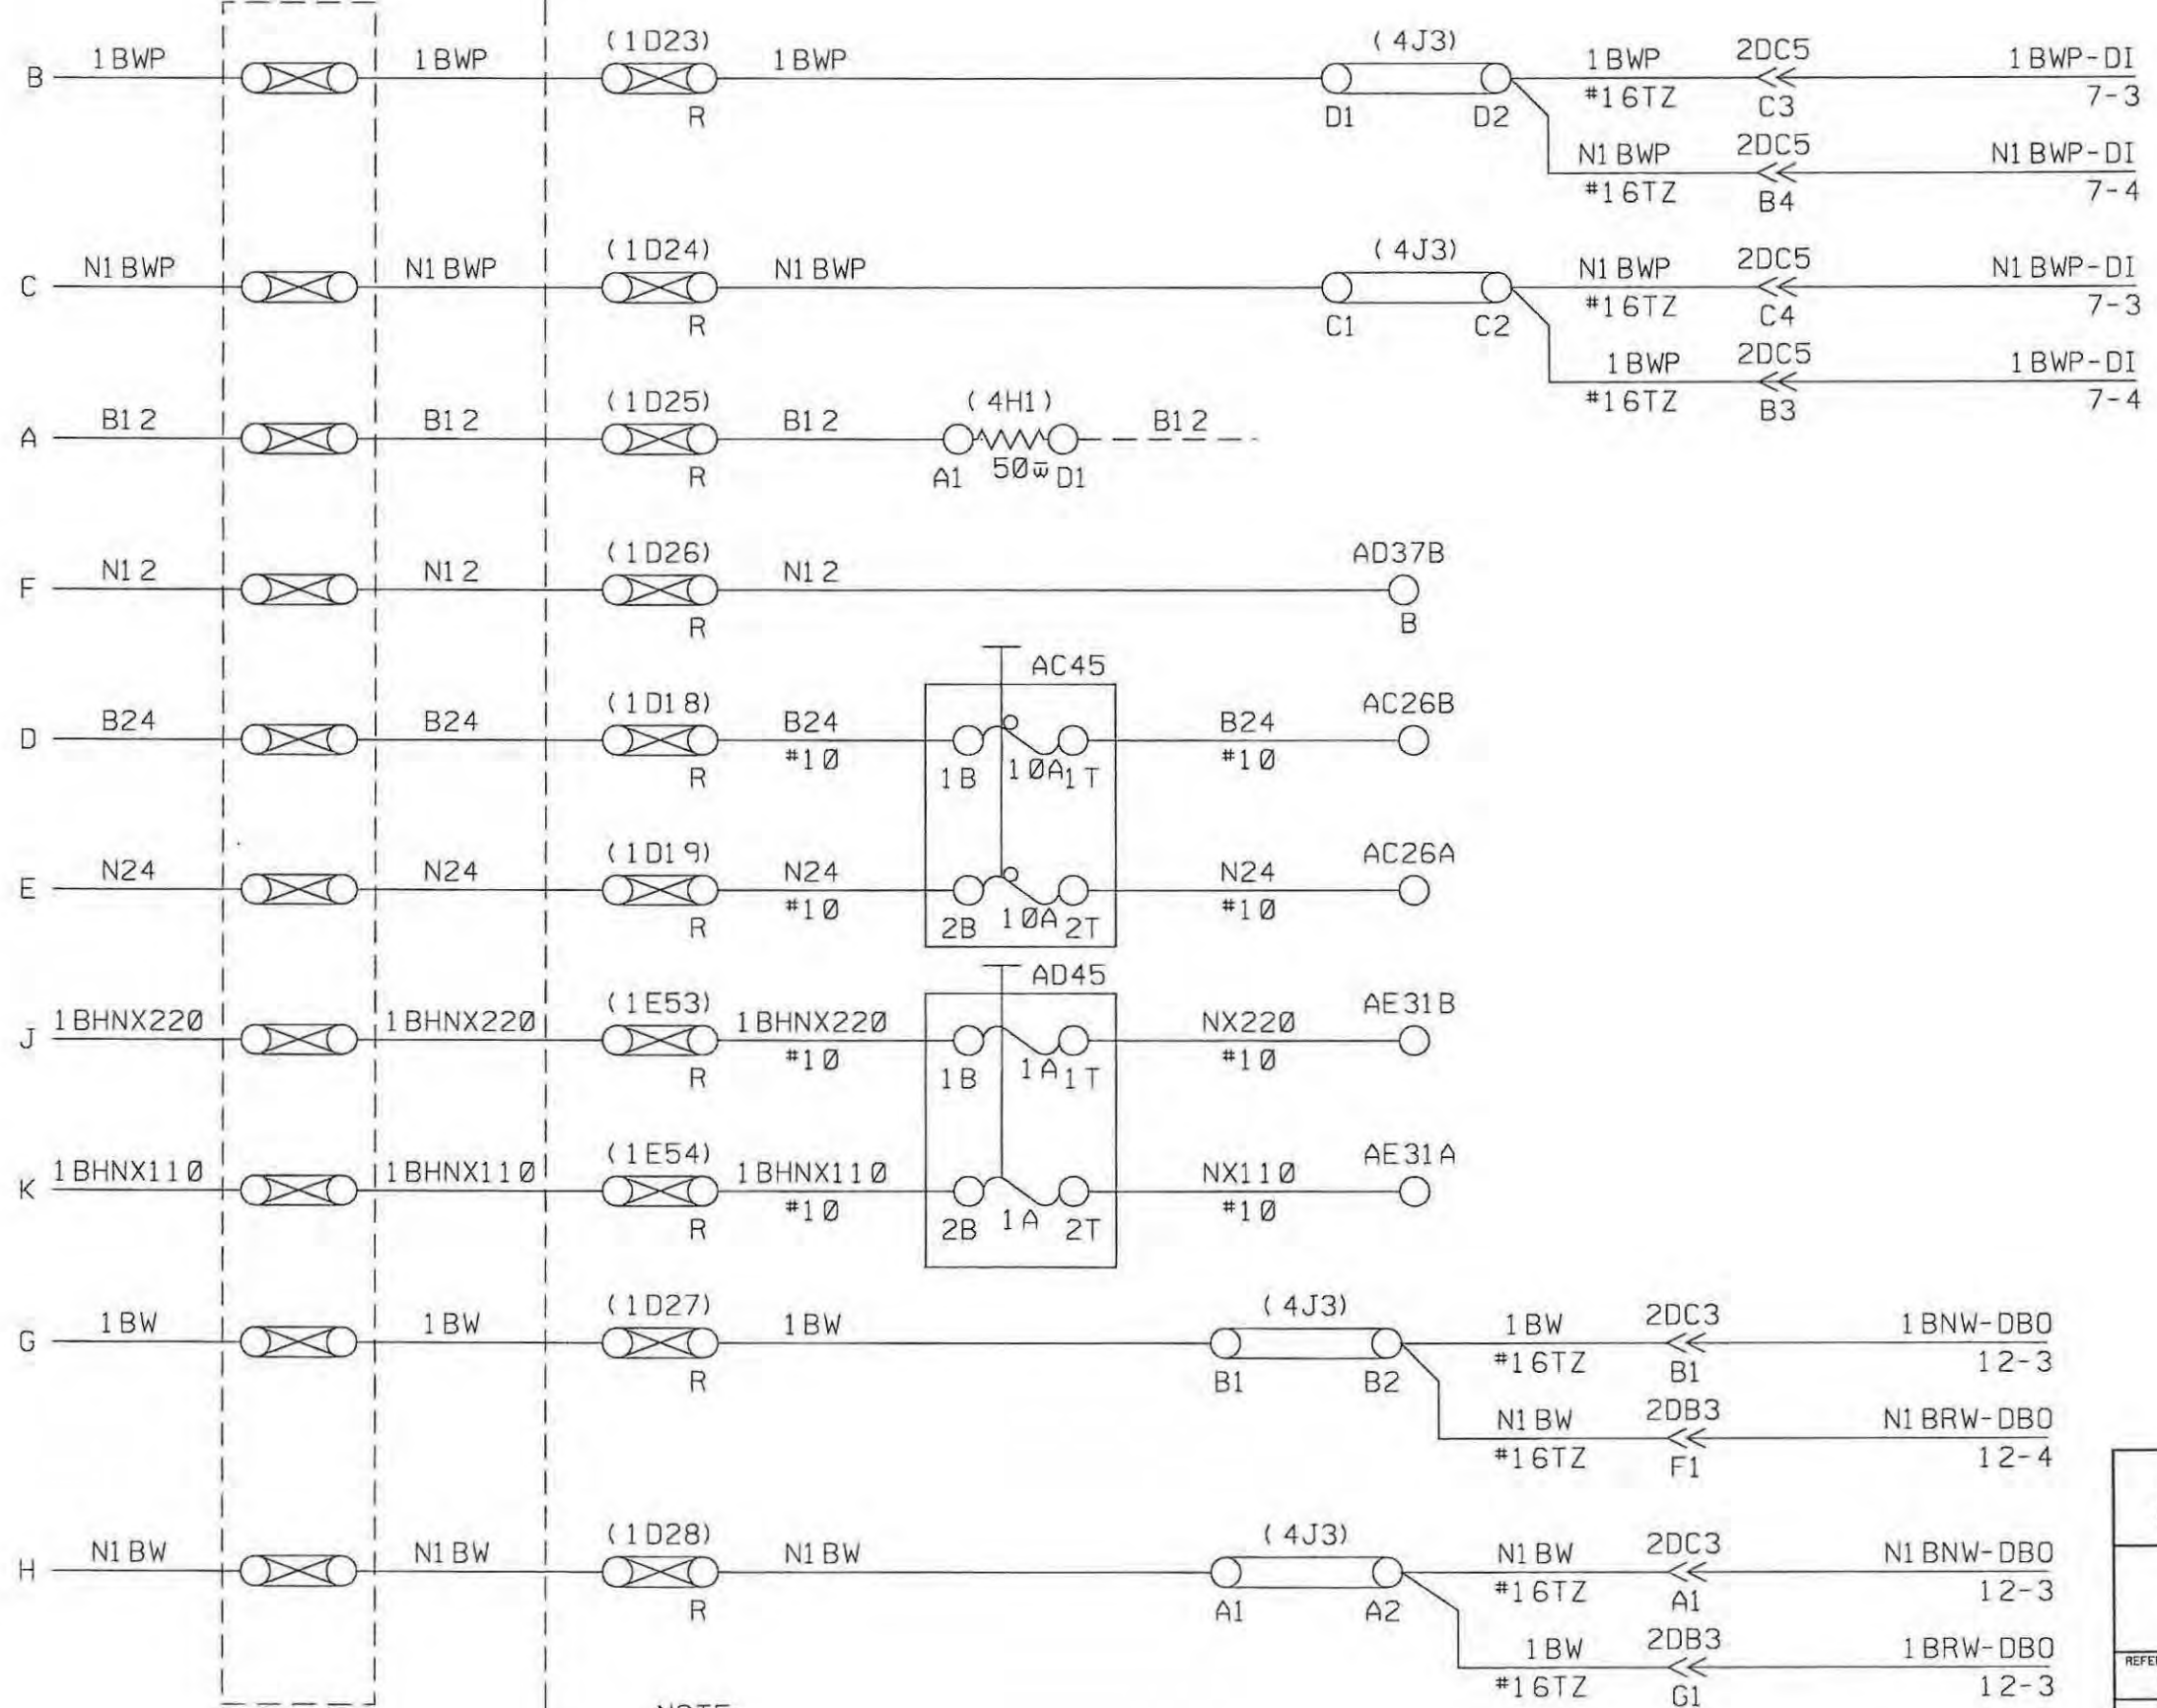 (1D23) (4J3) 2DC5
B 1BWP 1BWP 1BWP 1BWP 1BWP-DI
R D1 D2 #16TZ C3 7-3
N1BWP 2DC5 N1BWP-DI
#16TZ B4 7-4
(1D24) (4J3) 2DC5
C N1BWP N1BWP N1BWP N1BWP N1BWP-DI
R C1 C2 #16TZ C4 7-3
1BWP 2DC5 1BWP-DI
#16TZ B3 7-4
(1D25) (4H1)
A B12 B12 B12 B12
R A1 50w̅ D1
(1D26) AD37B
F N12 N12 N12
R B
AC45
(1D18) AC26B
D B24 B24 B24 B24
R #10 1B 10A 1T #10
(1D19) AC26A
E N24 N24 N24 N24
R #10 2B 10A 2T #10
AD45
(1E53) AE31B
J 1BHNX220 1BHNX220 1BHNX220 NX220
R #10 1B 1A 1T #10
(1E54) AE31A
K 1BHNX110 1BHNX110 1BHNX110 NX110
R #10 2B 1A 2T #10
(1D27) (4J3) 2DC3
G 1BW 1BW 1BW 1BW 1BNW-DBO
R B1 B2 #16TZ B1 12-3
N1BW 2DB3 N1BRW-DBO
#16TZ F1 12-4
(1D28) (4J3) 2DC3
H N1BW N1BW N1BW N1BW N1BNW-DBO
R A1 A2 #16TZ A1 12-3
1BW 2DB3 1BRW-DBO
#16TZ G1 12-3